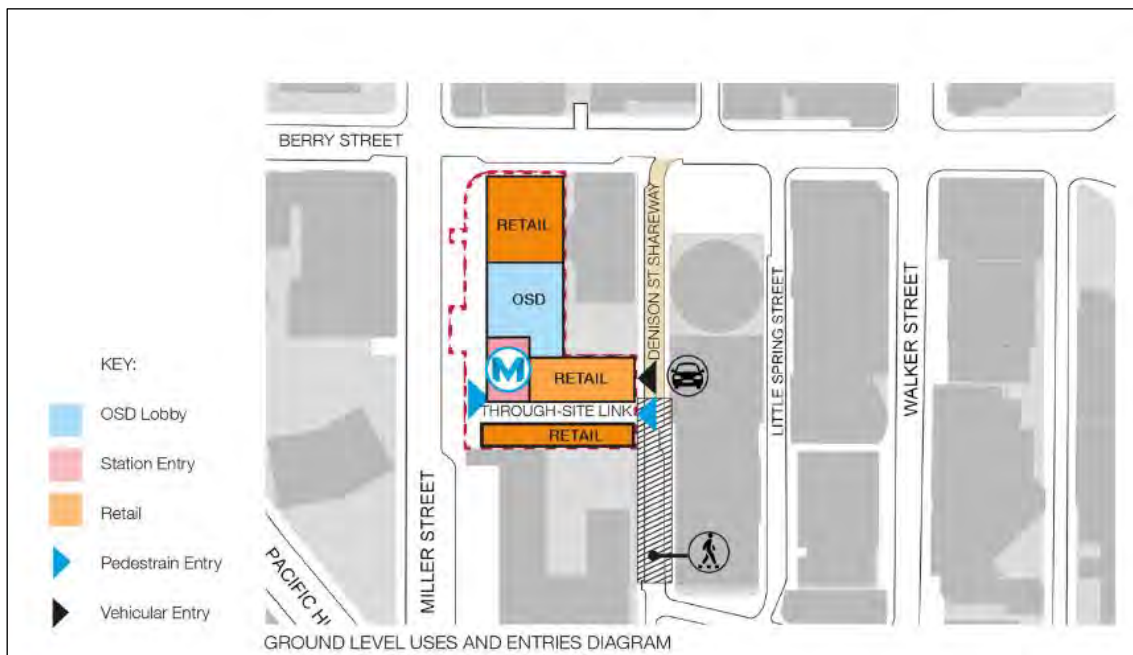 BERRY STREET
RETAIL
OSD
DENISON ST SHAREWAY
M
RETAIL
THROUGH-SITE LINK
RETAIL
LITTLE SPRING STREET
WALKER STREET
MILLER STREET
PACIFIC H
KEY:
OSD Lobby
Station Entry
Retail
Pedestrain Entry
Vehicular Entry
GROUND LEVEL USES AND ENTRIES DIAGRAM